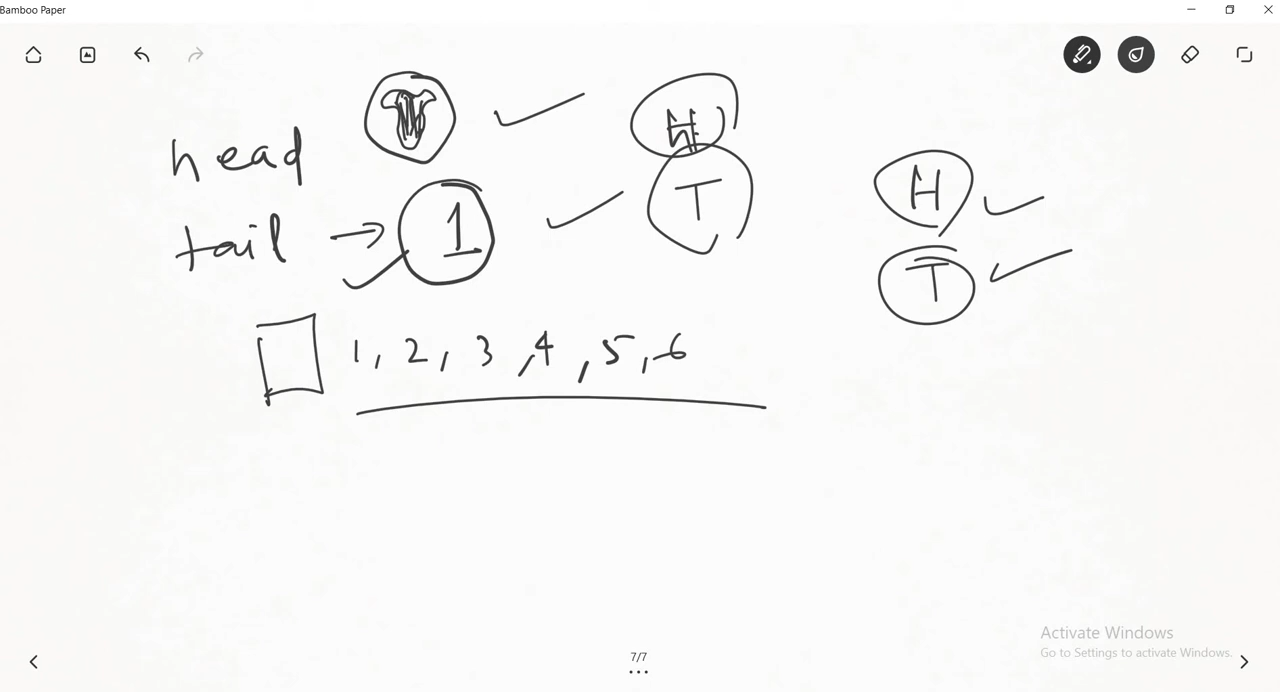 Bamboo Paper
head H
tail → 1 T
H
T
1, 2, 3, 4, 5, 6
Activate Windows
Go to Settings to activate Windows.
7/7